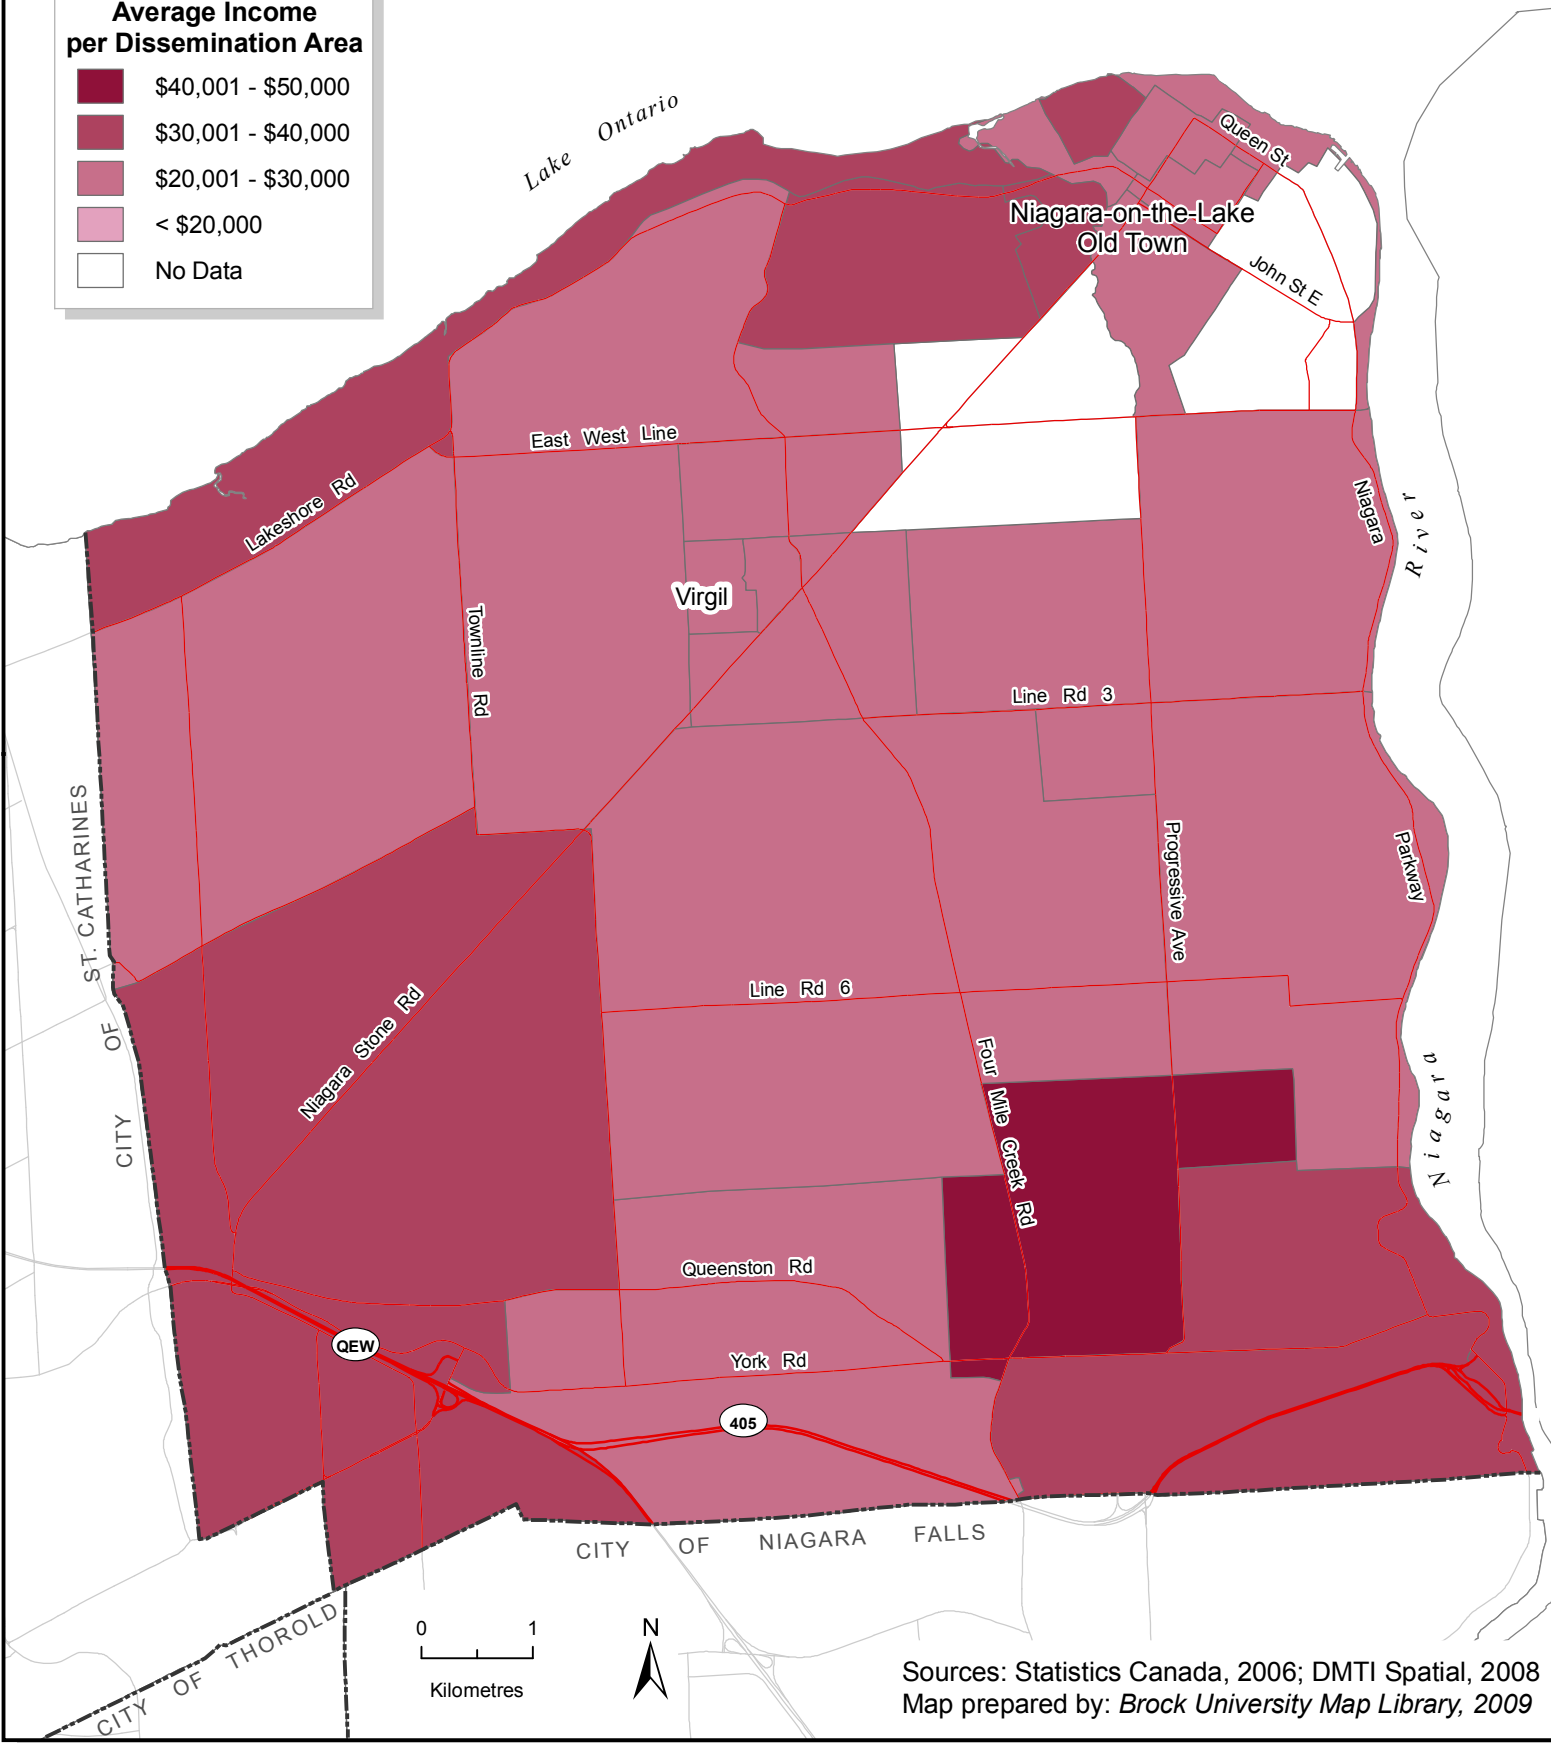 Average Income
per Dissemination Area
$40,001 - $50,000
$30,001 - $40,000
$20,001 - $30,000
< $20,000
No Data
Lake Ontario
Queen St
Niagara-on-the-Lake
Old Town
John St E
East West Line
Lakeshore Rd
Niagara
River
Virgil
Townline Rd
Line Rd 3
ST. CATHARINES
OF
CITY
Progressive Ave
Parkway
Line Rd 6
Niagara Stone Rd
Four Mile Creek Rd
Niagara
Queenston Rd
QEW
York Rd
405
CITY OF NIAGARA FALLS
CITY OF THOROLD
0 1
Kilometres
N
Sources: Statistics Canada, 2006; DMTI Spatial, 2008
Map prepared by: Brock University Map Library, 2009